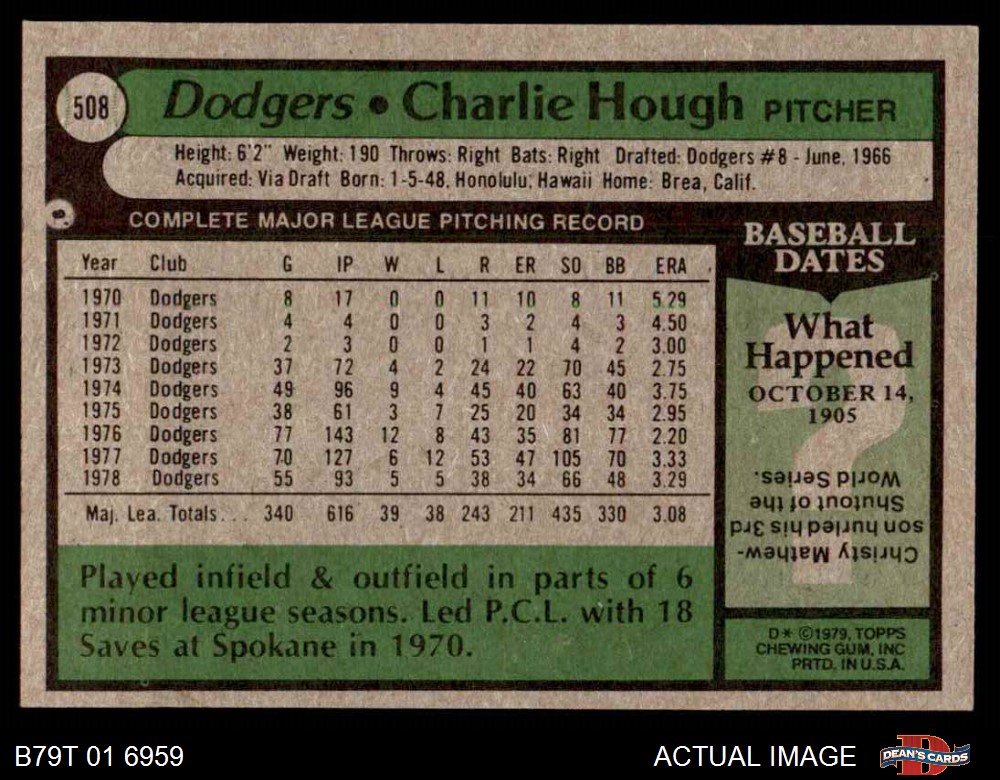 508
Dodgers • Charlie Hough PITCHER
Height: 6'2" Weight: 190 Throws: Right Bats: Right Drafted: Dodgers #8 - June, 1966
Acquired: Via Draft Born: 1-5-48, Honolulu, Hawaii Home: Brea, Calif.
COMPLETE MAJOR LEAGUE PITCHING RECORD
Year Club G IP W L R ER SO BB ERA
1970 Dodgers 8 17 0 0 11 10 8 11 5.29
1971 Dodgers 4 4 0 0 3 2 4 3 4.50
1972 Dodgers 2 3 0 0 1 1 4 2 3.00
1973 Dodgers 37 72 4 2 24 22 70 45 2.75
1974 Dodgers 49 96 9 4 45 40 63 40 3.75
1975 Dodgers 38 61 3 7 25 20 34 34 2.95
1976 Dodgers 77 143 12 8 43 35 81 77 2.20
1977 Dodgers 70 127 6 12 53 47 105 70 3.33
1978 Dodgers 55 93 5 5 38 34 66 48 3.29
Maj. Lea. Totals... 340 616 39 38 243 211 435 330 3.08
Played infield & outfield in parts of 6
minor league seasons. Led P.C.L. with 18
Saves at Spokane in 1970.
BASEBALL
DATES
What
Happened
OCTOBER 14,
1905
Christy Mathew-
son hurled his 3rd
Shutout of the
World Series.
D* ©1979, TOPPS
CHEWING GUM, INC
PRTD. IN U.S.A.
B79T 01 6959
ACTUAL IMAGE
DEAN'S CARDS